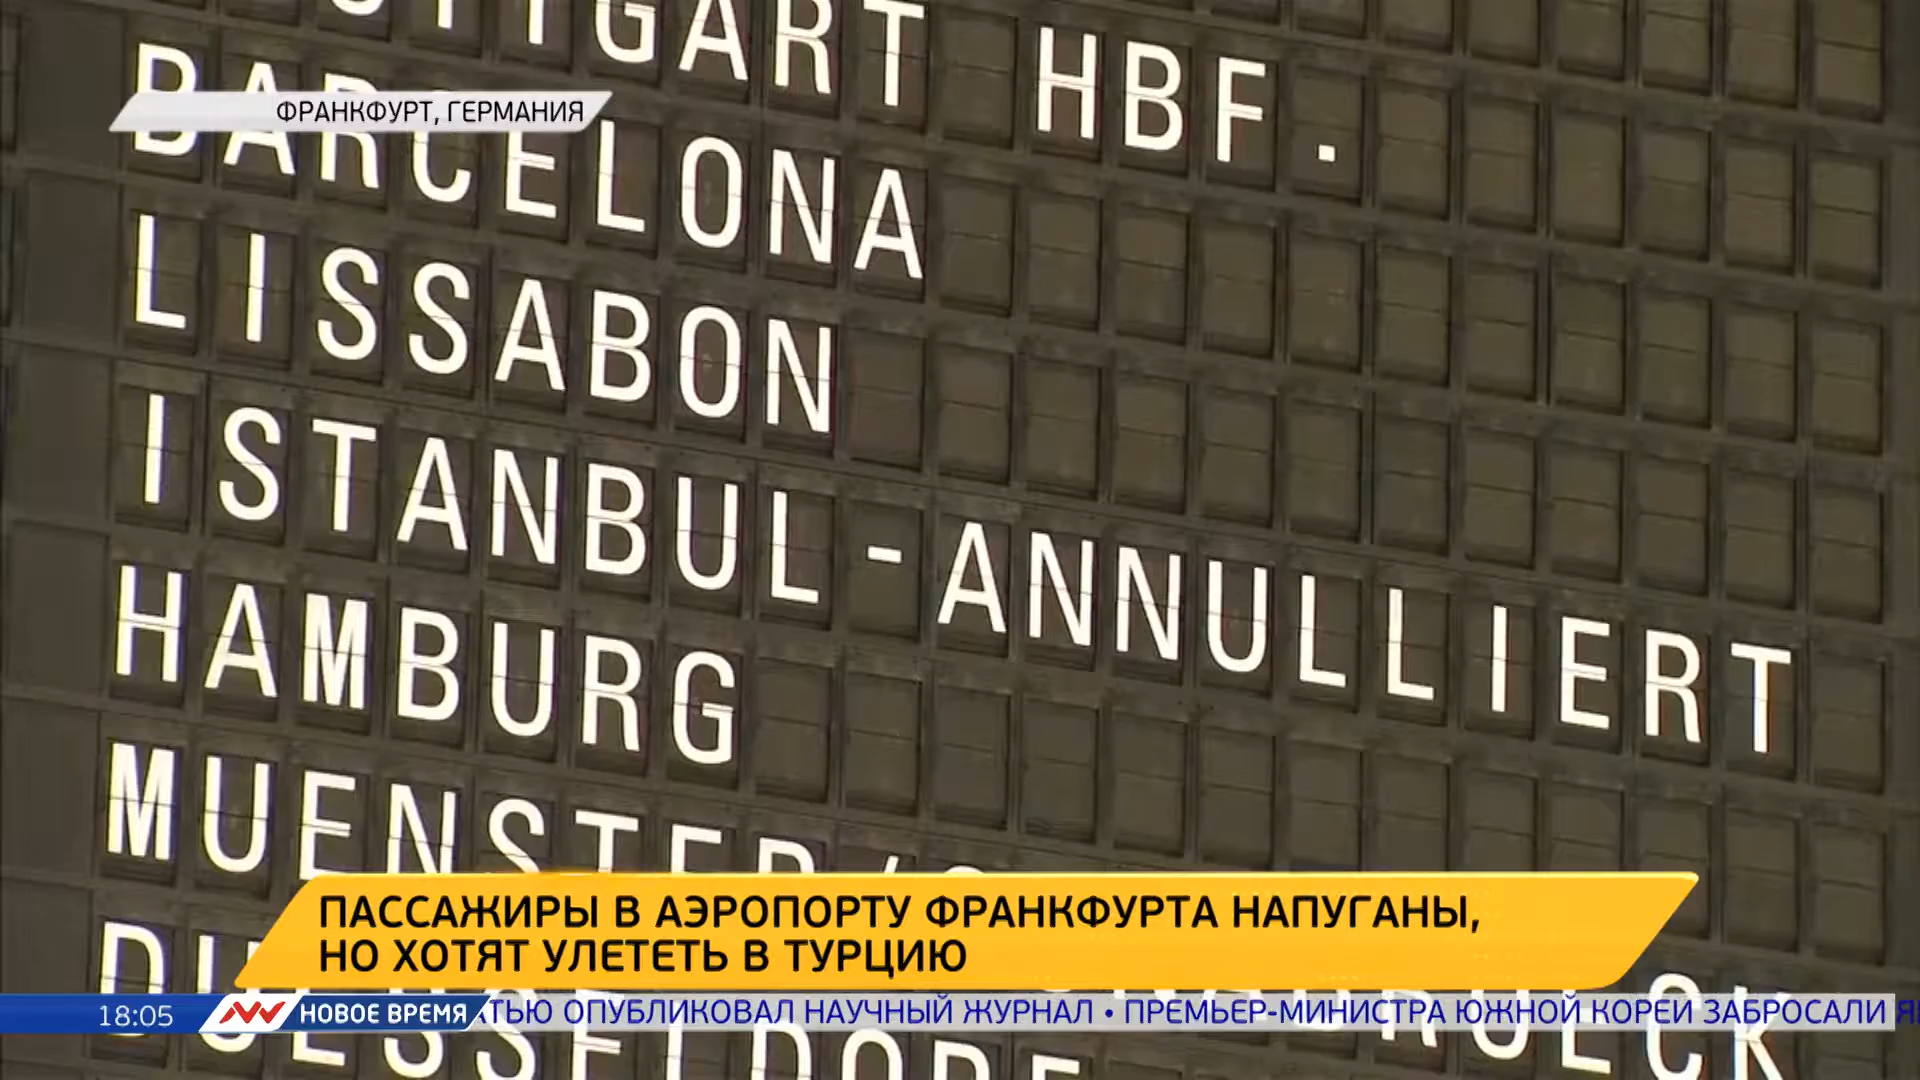 STUTTGART HBF.
ФРАНКФУРТ, ГЕРМАНИЯ
BARCELONA
LISSABON
ISTANBUL-ANNULLIERT
HAMBURG
ПАССАЖИРЫ В АЭРОПОРТУ ФРАНКФУРТА НАПУГАНЫ,
НО ХОТЯТ УЛЕТЕТЬ В ТУРЦИЮ
18:05 НОВОЕ ВРЕМЯ ОПУБЛИКОВАЛ НАУЧНЫЙ ЖУРНАЛ • ПРЕМЬЕР-МИНИСТРА ЮЖНОЙ КОРЕИ ЗАБРОСАЛИ